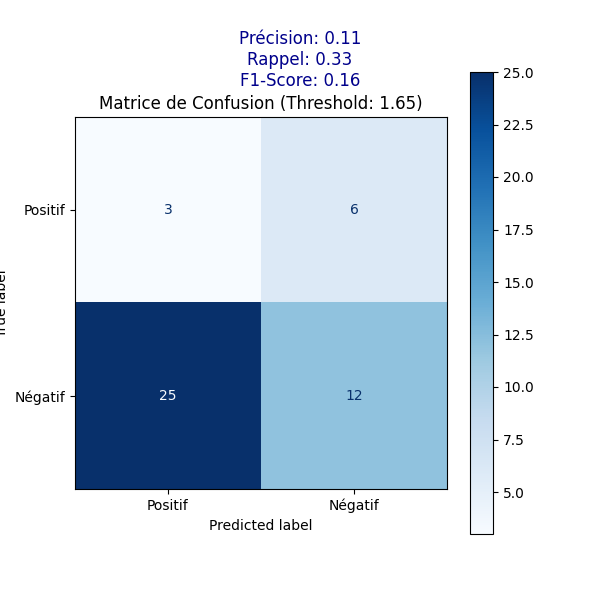 Précision: 0.11
Rappel: 0.33
F1-Score: 0.16
Matrice de Confusion (Threshold: 1.65)
Positif
3
6
Négatif
25
12
Positif
Négatif
Predicted label
label
25.0
22.5
20.0
17.5
15.0
12.5
10.0
7.5
5.0